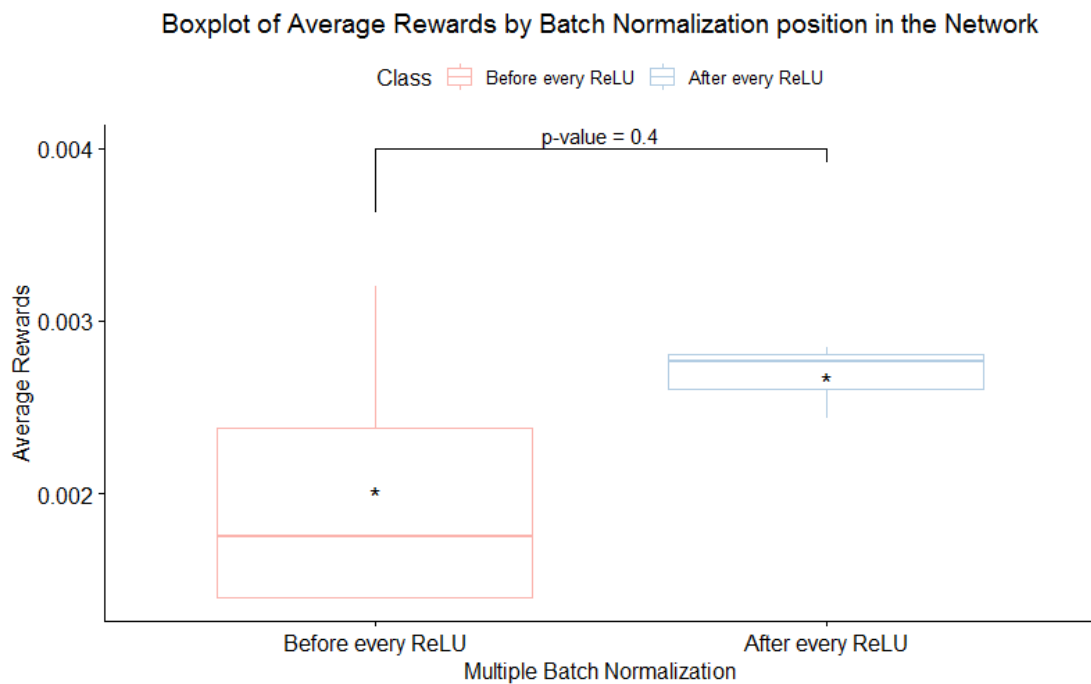 Boxplot of Average Rewards by Batch Normalization position in the Network
Class Before every ReLU After every ReLU
p-value = 0.4
0.004
0.003
0.002
Average Rewards
*
*
Before every ReLU After every ReLU
Multiple Batch Normalization